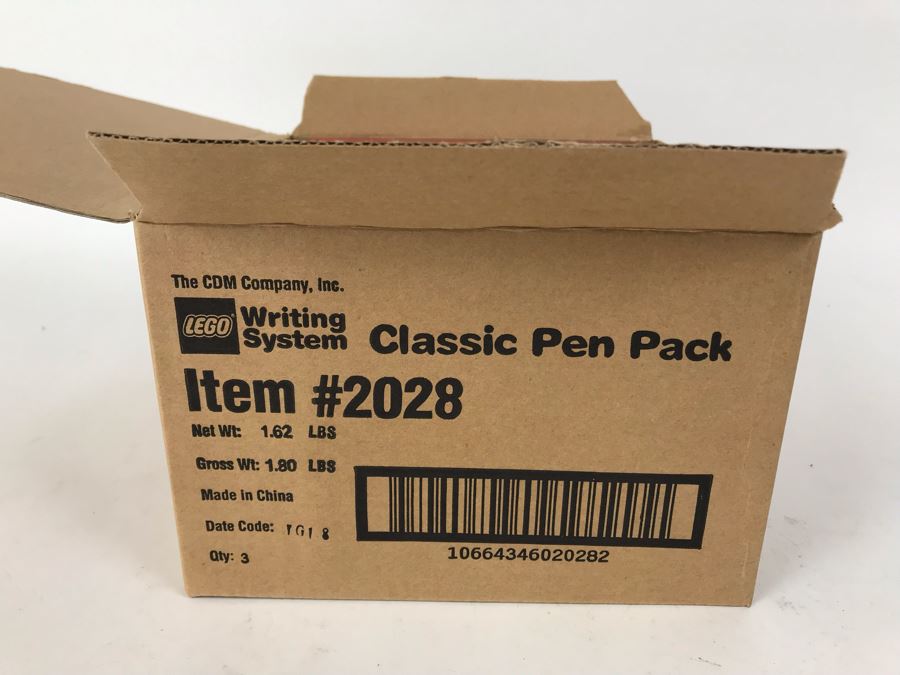 The CDM Company, Inc.
LEGO Writing System Classic Pen Pack
Item #2028
Net Wt: 1.62 LBS
Gross Wt: 1.80 LBS
Made in China
Date Code:
Qty: 3
10664346020282